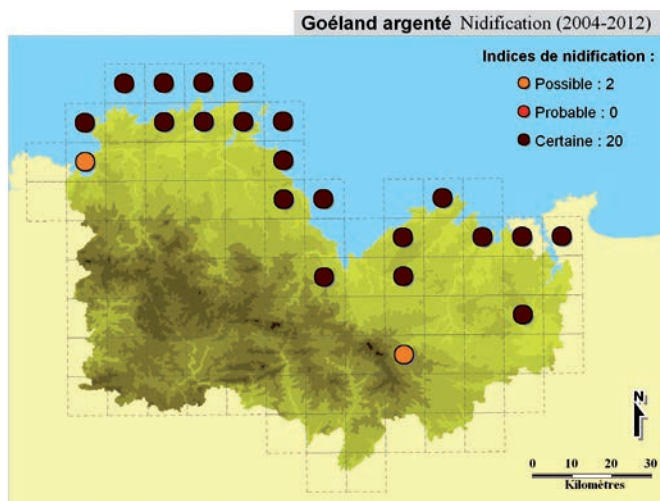 Goéland argenté Nidification (2004-2012)
Indices de nidification :
Possible : 2
Probable : 0
Certaine : 20
N
0 10 20 30
Kilomètres